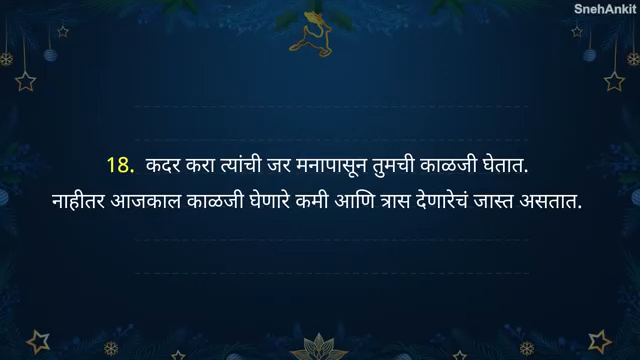 SnehAnkit
18. कदर करा त्यांची जर मनापासून तुमची काळजी घेतात.
नाहीतर आजकाल काळजी घेणारे कमी आणि त्रास देणारेचं जास्त असतात.